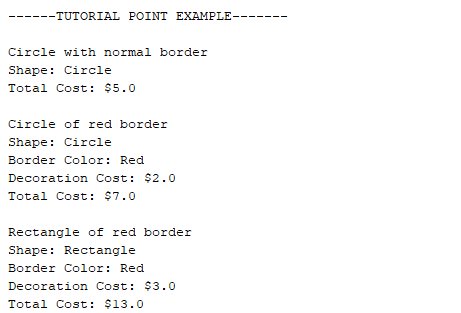 ------TUTORIAL POINT EXAMPLE-------
Circle with normal border
Shape: Circle
Total Cost: $5.0
Circle of red border
Shape: Circle
Border Color: Red
Decoration Cost: $2.0
Total Cost: $7.0
Rectangle of red border
Shape: Rectangle
Border Color: Red
Decoration Cost: $3.0
Total Cost: $13.0